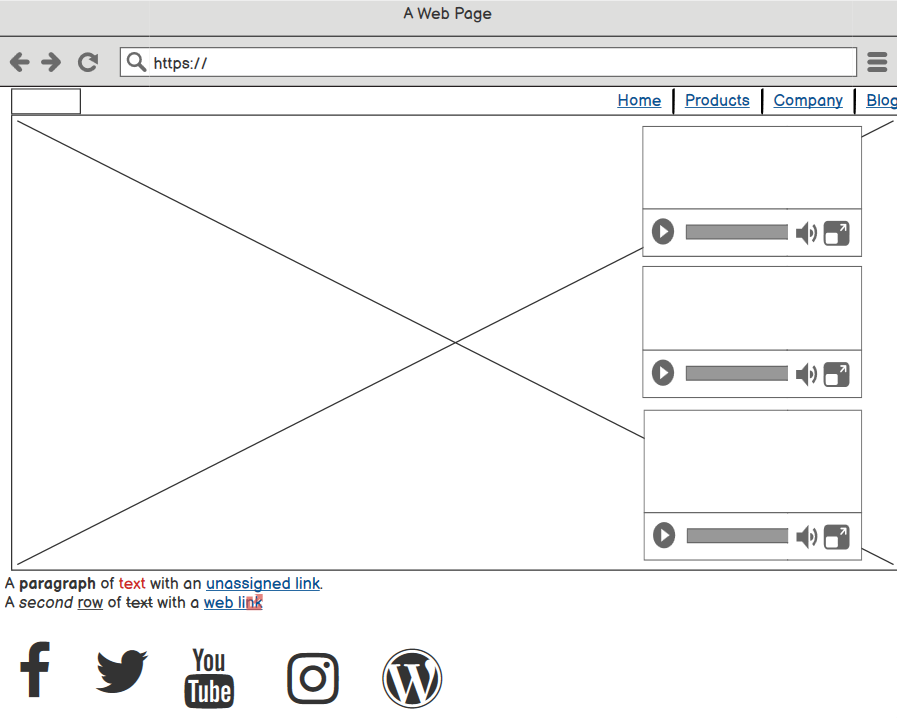 A Web Page
https://
Home Products Company Blog
A paragraph of text with an unassigned link.
A second row of text with a web link
You
Tube